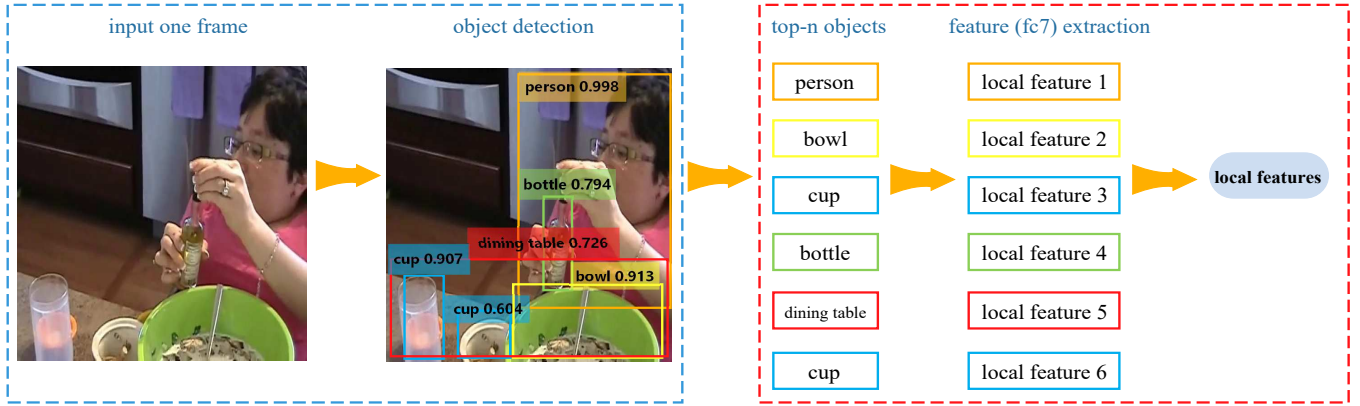 input one frame
object detection
top-n objects
feature (fc7) extraction
person 0.998
bottle 0.794
dining table 0.726
cup 0.907
bowl 0.913
cup 0.604
person
bowl
cup
bottle
dining table
cup
local feature 1
local feature 2
local feature 3
local feature 4
local feature 5
local feature 6
local features